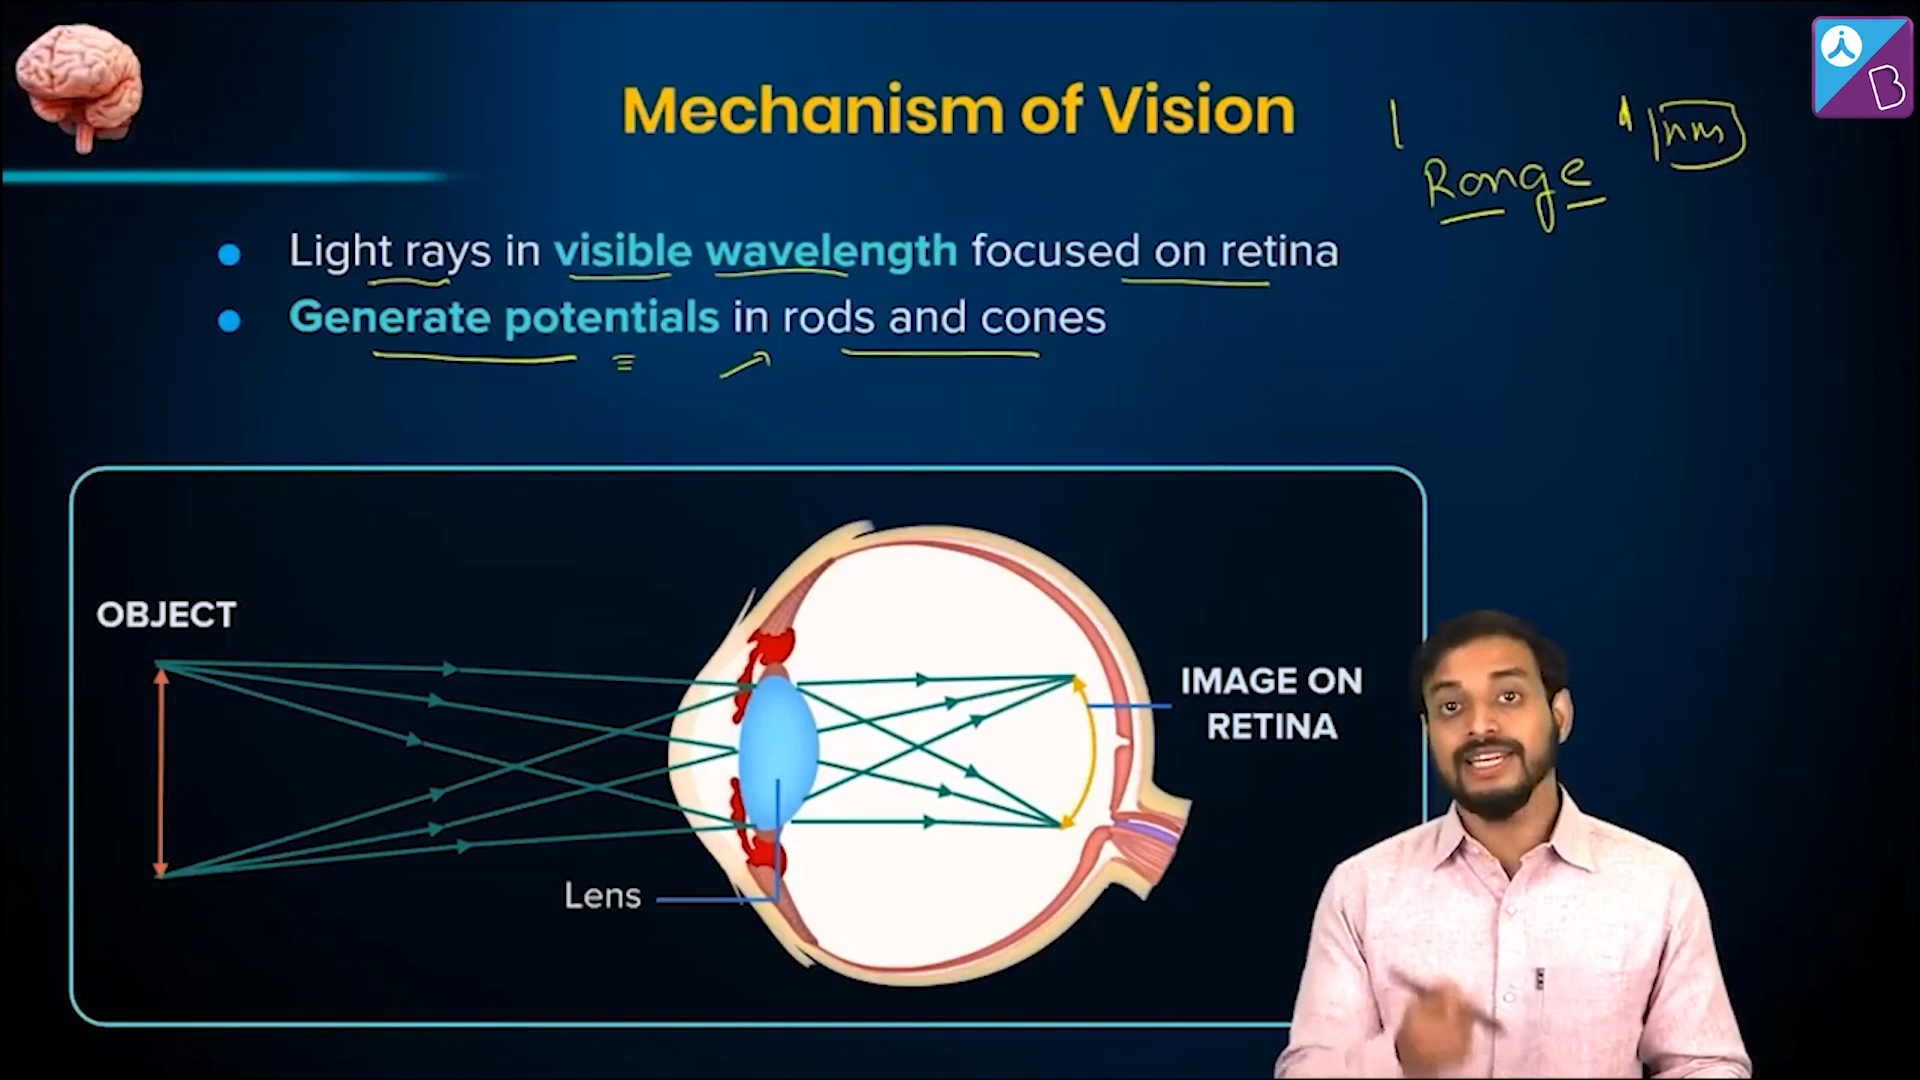 Mechanism of Vision
Range
nm
B
Light rays in visible wavelength focused on retina
Generate potentials in rods and cones
OBJECT
IMAGE ON
RETINA
Lens